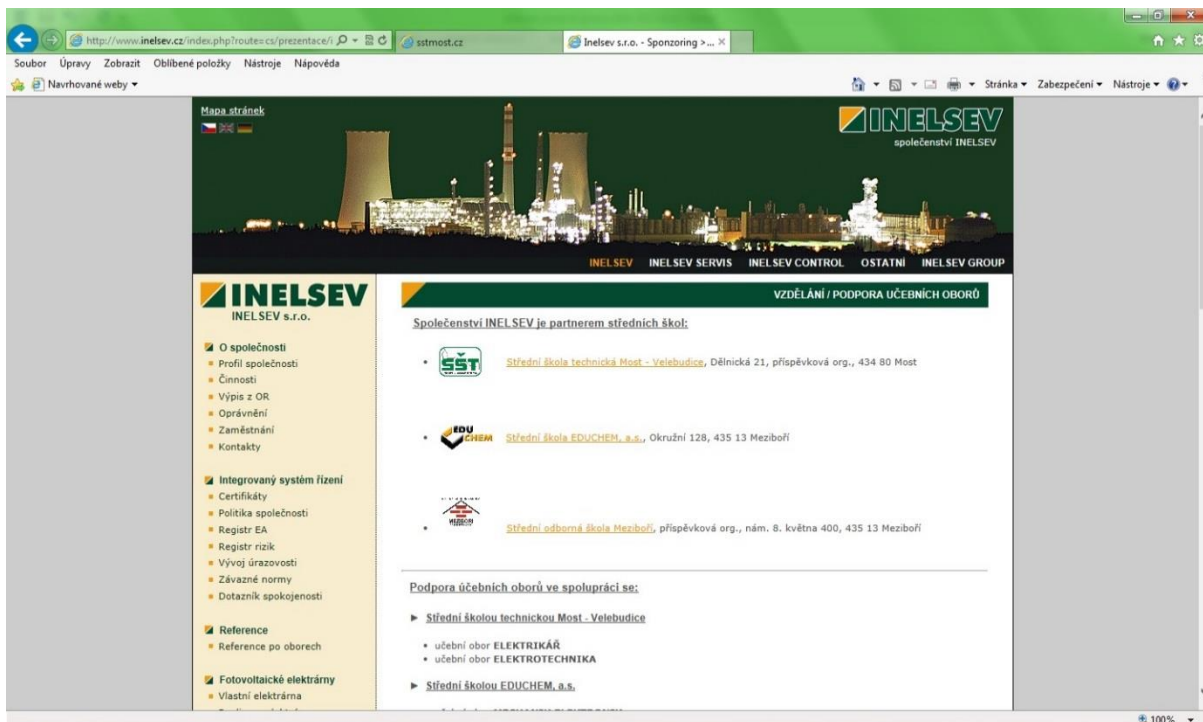 http://www.inelsev.cz/index.php?route=cs/prezentace/i
sstmost.cz
Inelsev s.r.o. - Sponzoring >...
Soubor Úpravy Zobrazit Oblíbené položky Nástroje Nápověda
Navrhované weby
Stránka Zabezpečení Nástroje
Mapa stránek
INELSEV
společenství INELSEV
INELSEV INELSEV SERVIS INELSEV CONTROL OSTATNÍ INELSEV GROUP
INELSEV
INELSEV s.r.o.
O společnosti
Profil společnosti
Činnosti
Výpis z OR
Oprávnění
Zaměstnání
Kontakty
Integrovaný systém řízení
Certifikáty
Politika společnosti
Registr EA
Registr rizik
Vývoj úrazovosti
Závazné normy
Dotazník spokojenosti
Reference
Reference po oborech
Fotovoltaické elektrárny
Vlastní elektrárna
VZDĚLÁNÍ / PODPORA UČEBNÍCH OBORŮ
Společenství INELSEV je partnerem středních škol:
SŠT
Střední škola technická Most - Velebudice, Dělnická 21, příspěvková org., 434 80 Most
EDU
CHEM
Střední škola EDUCHEM, a.s., Okružní 128, 435 13 Meziboří
MEZIBOŘÍ
Střední odborná škola Meziboří, příspěvková org., nám. 8. května 400, 435 13 Meziboří
Podpora účebních oborů ve spolupráci se:
Střední školou technickou Most - Velebudice
učební obor ELEKTRIKÁŘ
učební obor ELEKTROTECHNIKA
Střední školou EDUCHEM, a.s.
100%